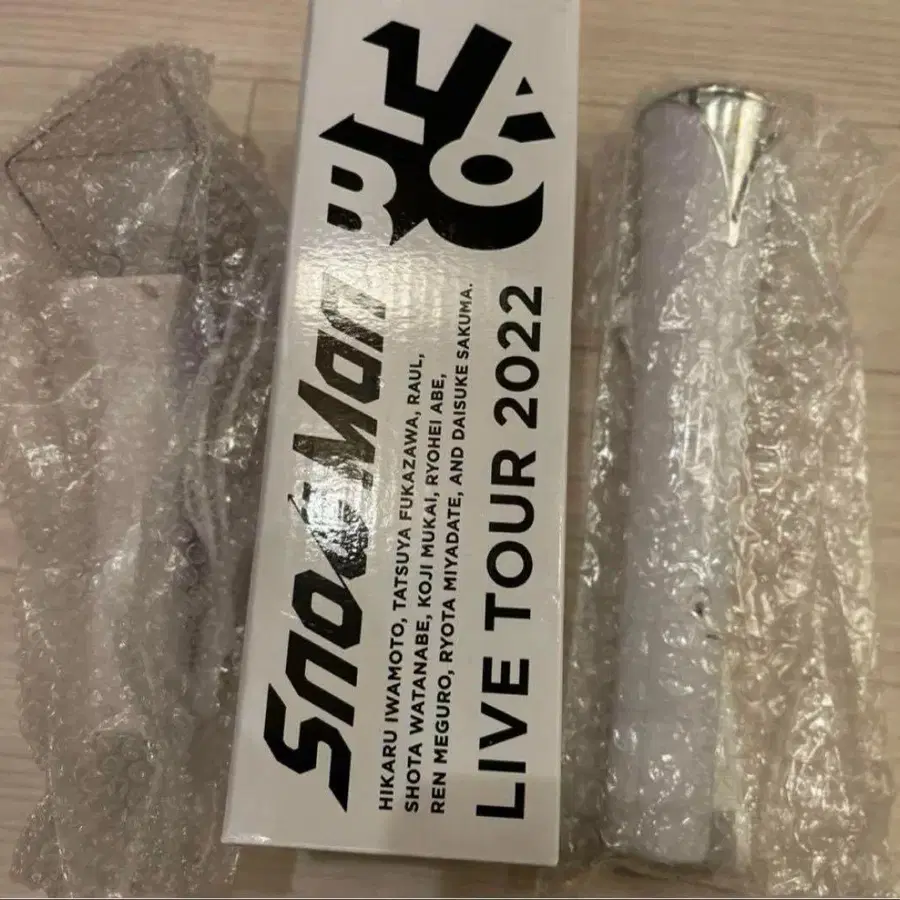 Snow Man
HIKARU IWAMOTO, TATSUYA FUKAZAWA, RAUL,
SHOTA WATANABE, KOJI MUKAI, RYOHEI ABE,
REN MEGURO, RYOTA MIYADATE, AND DAISUKE SAKUMA.
LIVE TOUR 2022